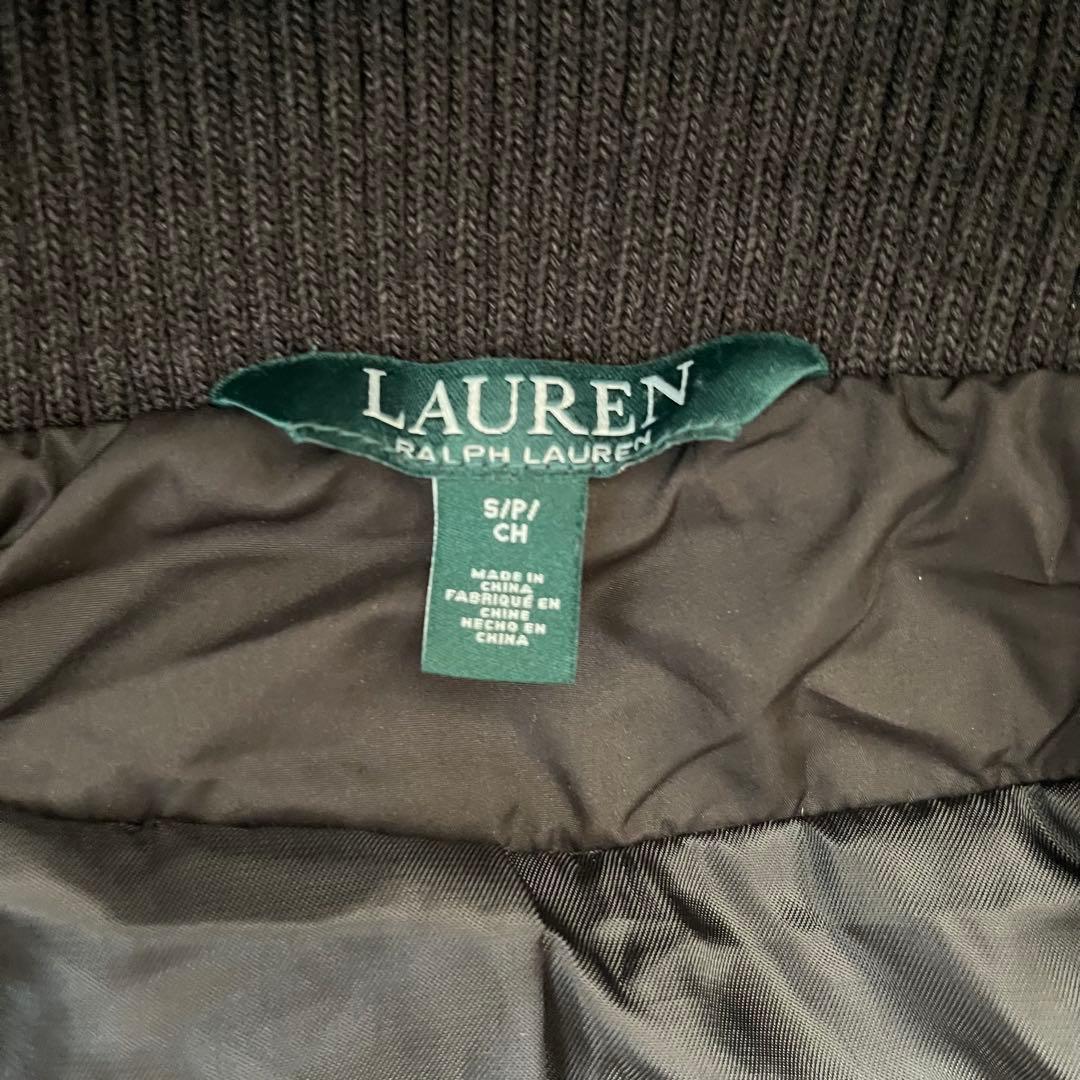 LAUREN
RALPH LAUREN
S/P/
CH
MADE IN
CHINA
FABRIQUÉ EN
CHINE
HECHO EN
CHINA